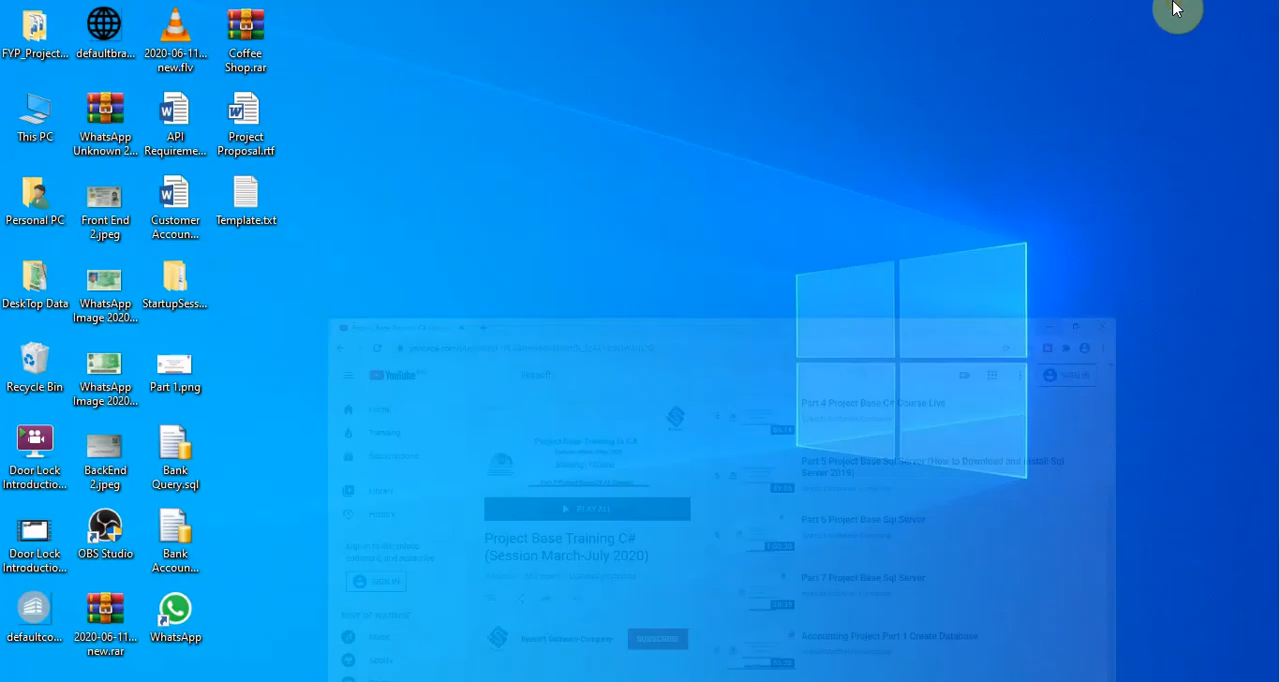 FYP_Project...
defaultbra...
2020-06-11...
new.flv
Coffee
Shop.rar
This PC
WhatsApp
Unknown 2...
API
Requireme...
Project
Proposal.rtf
Personal PC
Front End
2.jpeg
Customer
Accoun...
Template.txt
DeskTop Data
WhatsApp
Image 2020...
StartupSess...
Recycle Bin
WhatsApp
Image 2020...
Part 1.png
Door Lock
Introductio...
BackEnd
2.jpeg
Bank
Query.sql
Door Lock
Introductio...
OBS Studio
Bank
Accoun...
defaultco...
2020-06-11...
new.rar
WhatsApp
YouTube
SIGN IN
Home
Trending
Library
Project Base Training in C#
PLAY ALL
Project Base Training C#
(Session March-July 2020)
SIGN IN
Software Company
SUBSCRIBE
Part 4 Project Base C# Course Live
Part 5 Project Base Sql Server (How to Download and Install Sql
Server 2019)
Part 6 Project Base Sql Server
Part 7 Project Base Sql Server
Accounting Project Part 1 Create Database